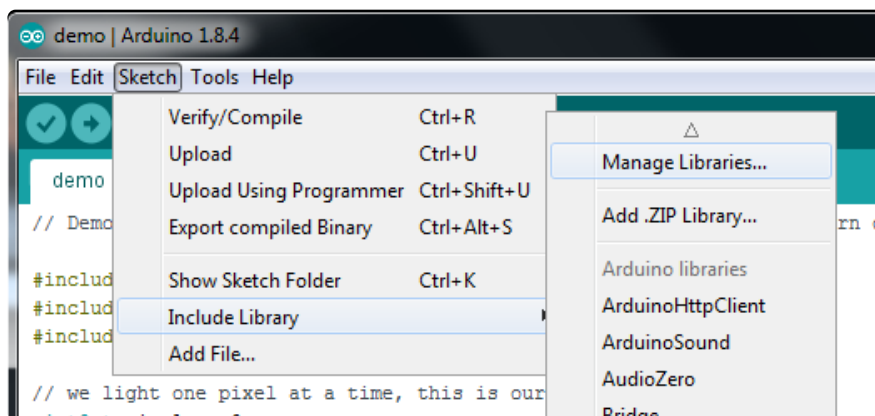 demo | Arduino 1.8.4
File Edit Sketch Tools Help
Verify/Compile Ctrl+R
Upload Ctrl+U
Upload Using Programmer Ctrl+Shift+U
Export compiled Binary Ctrl+Alt+S
Show Sketch Folder Ctrl+K
Include Library
Add File...
Manage Libraries...
Add .ZIP Library...
Arduino libraries
ArduinoHttpClient
ArduinoSound
AudioZero
Bridge
demo
// Demo
#includ
#includ
#includ
// we light one pixel at a time, this is our